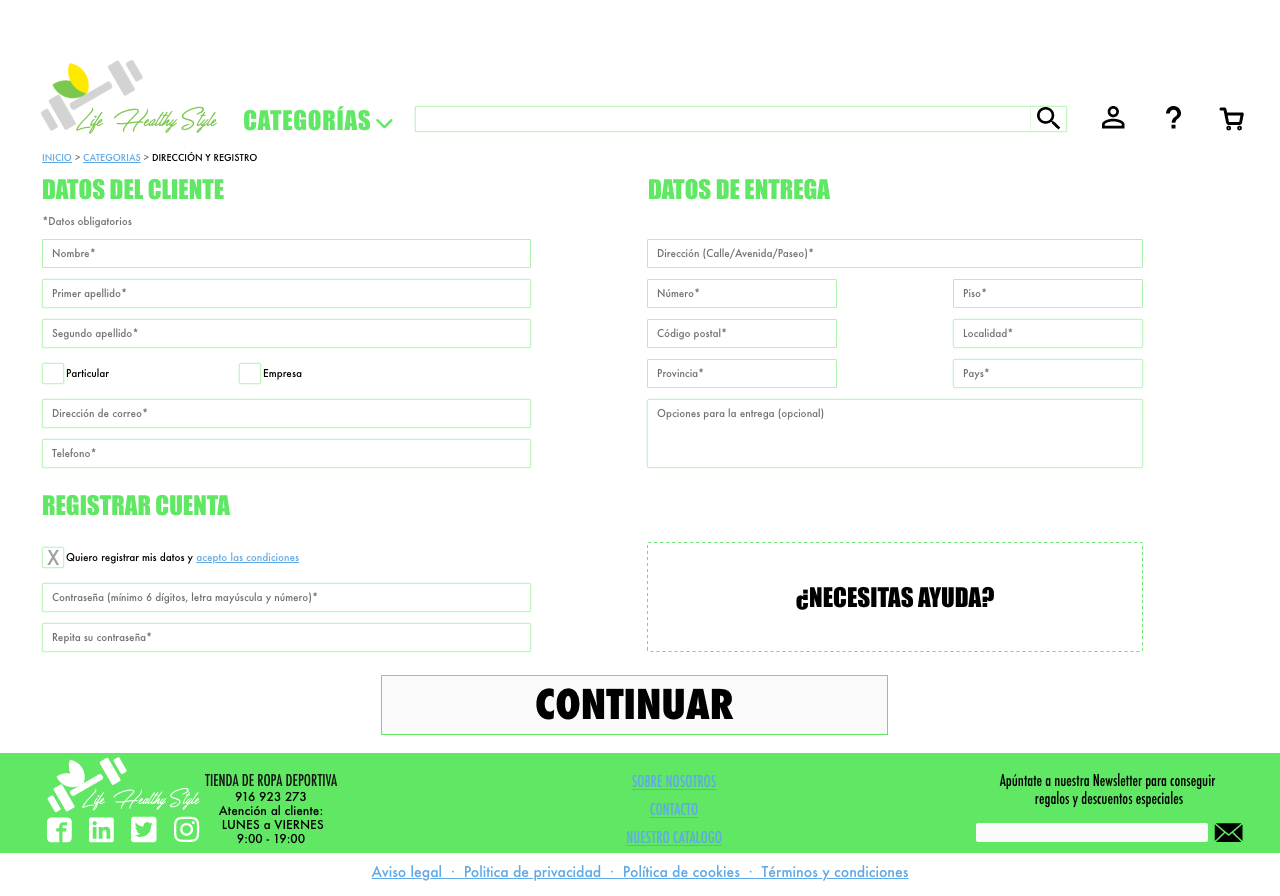 Life Healthy Style
CATEGORÍAS
?
INICIO > CATEGORIAS > DIRECCIÓN Y REGISTRO
DATOS DEL CLIENTE
*Datos obligatorios
Nombre*
Primer apellido*
Segundo apellido*
Particular
Empresa
Dirección de correo*
Telefono*
DATOS DE ENTREGA
Dirección (Calle/Avenida/Paseo)*
Número*
Piso*
Código postal*
Localidad*
Provincia*
Pays*
Opciones para la entrega (opcional)
REGISTRAR CUENTA
X Quiero registrar mis datos y acepto las condiciones
Contraseña (mínimo 6 dígitos, letra mayúscula y número)*
Repita su contraseña*
¿NECESITAS AYUDA?
CONTINUAR
Life Healthy Style
TIENDA DE ROPA DEPORTIVA
916 923 273
Atención al cliente:
LUNES a VIERNES
9:00 - 19:00
SOBRE NOSOTROS
CONTACTO
NUESTRO CATALOGO
Apúntate a nuestra Newsletter para conseguir
regalos y descuentos especiales
Aviso legal · Politica de privacidad · Política de cookies · Términos y condiciones